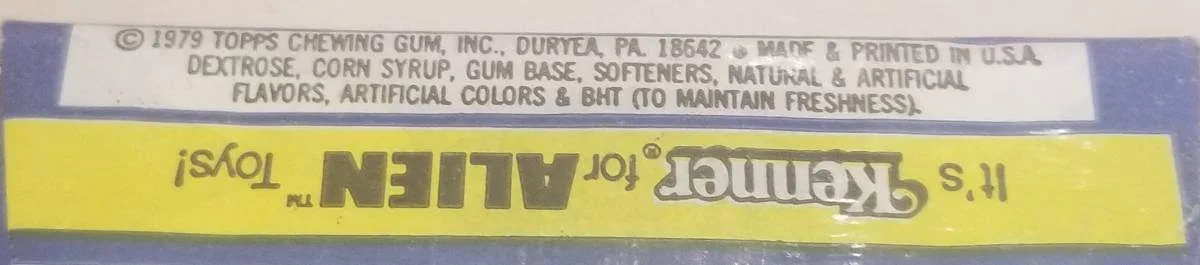 © 1979 TOPPS CHEWING GUM, INC., DURYEA, PA. 18642 • MADE & PRINTED IN U.S.A.
DEXTROSE, CORN SYRUP, GUM BASE, SOFTENERS, NATURAL & ARTIFICIAL
FLAVORS, ARTIFICIAL COLORS & BHT (TO MAINTAIN FRESHNESS).
It's Kenner® for ALIEN™ Toys!